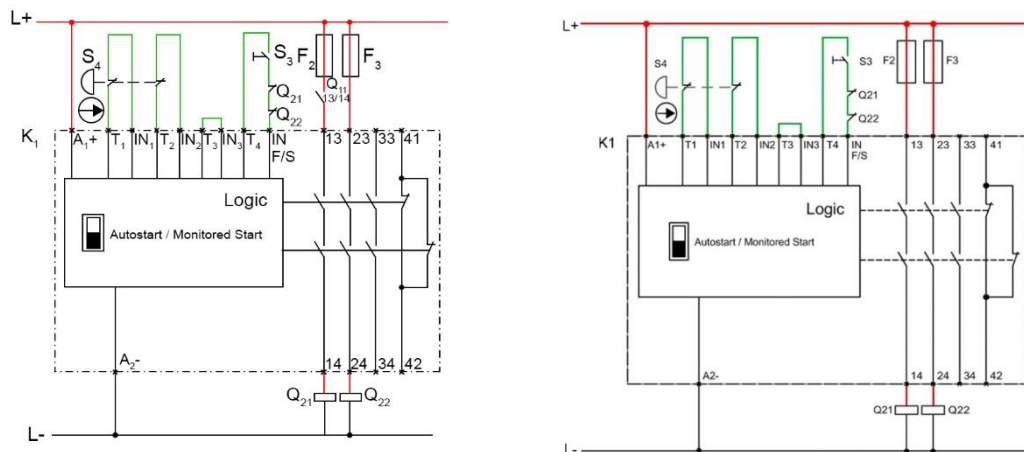 L+
S4
S3
F2
F3
Q11
13/14
Q21
Q22
K1
A1+ T1 IN1 T2 IN2 T3 IN3 T4 IN 13 23 33 41
F/S
Logic
Autostart / Monitored Start
A2-
14 24 34 42
Q21 Q22
L-
L+
S4
S3
F2
F3
Q21
Q22
K1
A1+ T1 IN1 T2 IN2 T3 IN3 T4 IN 13 23 33 41
F/S
Logic
Autostart / Monitored Start
A2-
14 24 34 42
Q21 Q22
L-